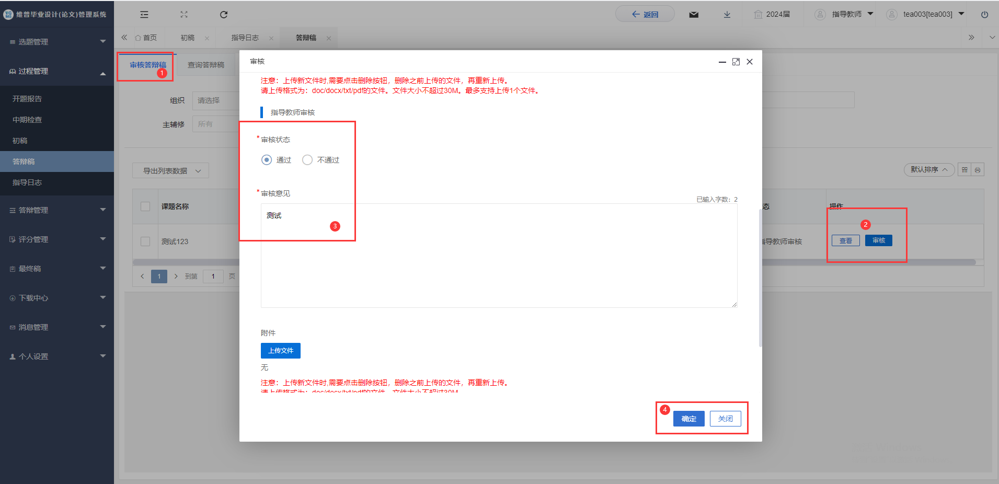 维普毕业设计(论文)管理系统
返回
2024届
指导教师
tea003[tea003]
首页
初稿
指导日志
答辩稿
选题管理
过程管理
开题报告
中期检查
初稿
答辩稿
指导日志
答辩管理
评分管理
最终稿
下载中心
消息管理
个人设置
审核答辩稿
1
查询答辩稿
组织
请选择
主辅修
所有
导出列表数据
默认排序
课题名称
态
操作
测试123
指导教师审核
2
查看
审核
1
到第
1
页
审核
注意：上传新文件时,需要点击删除按钮，删除之前上传的文件，再重新上传。
请上传格式为：doc/docx/txt/pdf的文件。文件大小不超过30M。最多支持上传1个文件。
指导教师审核
*审核状态
通过
不通过
*审核意见
已输入字数：2
测试
3
附件
上传文件
无
注意：上传新文件时,需要点击删除按钮，删除之前上传的文件，再重新上传。
请上传格式为：doc/docx/txt/pdf的文件。文件大小不超过30M
4
确定
关闭